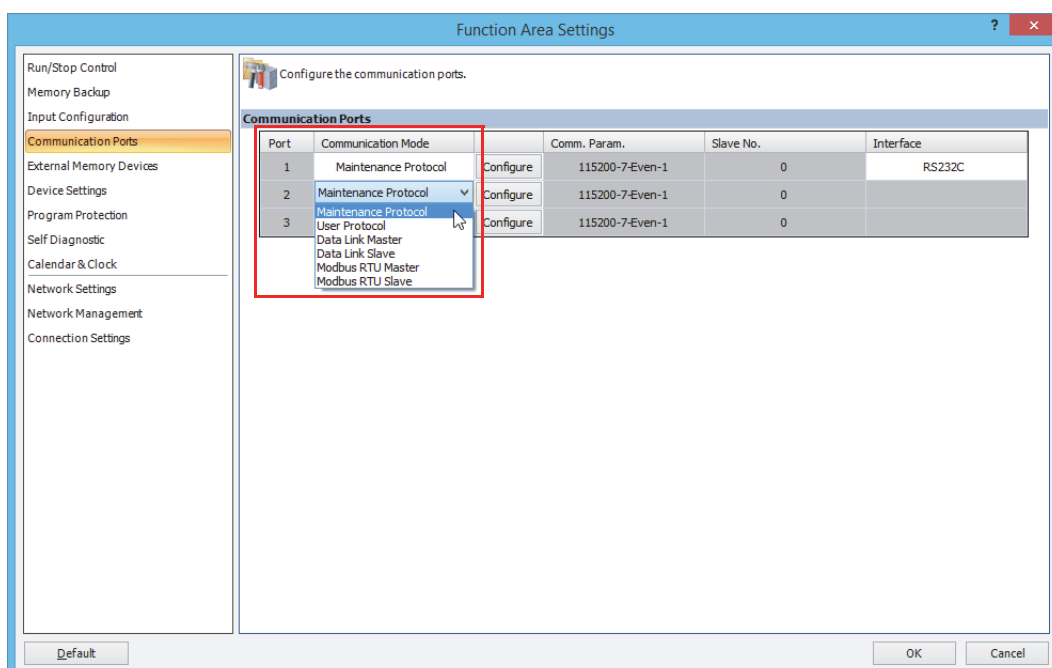 Function Area Settings
?
Run/Stop Control
Memory Backup
Input Configuration
Communication Ports
External Memory Devices
Device Settings
Program Protection
Self Diagnostic
Calendar & Clock
Network Settings
Network Management
Connection Settings
Configure the communication ports.
Communication Ports
Port Communication Mode Comm. Param. Slave No. Interface
1 Maintenance Protocol Configure 115200-7-Even-1 0 RS232C
2 Maintenance Protocol Configure 115200-7-Even-1 0
3 Configure 115200-7-Even-1 0
Maintenance Protocol
User Protocol
Data Link Master
Data Link Slave
Modbus RTU Master
Modbus RTU Slave
Default OK Cancel